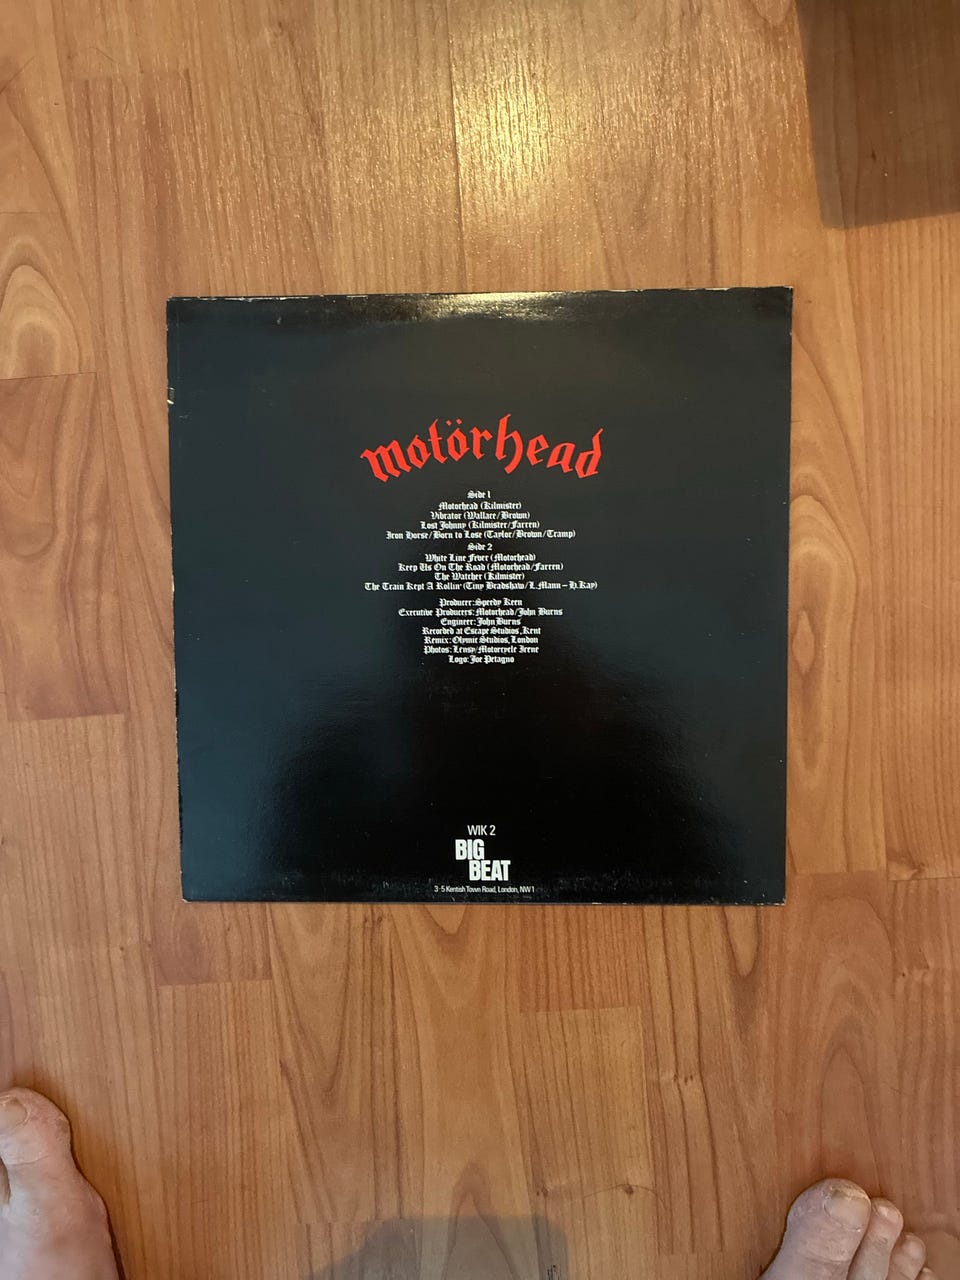 motörhead
Side 1
Motorhead (Kilmister)
Vibrator (Wallace/Brown)
Lost Johnny (Kilmister/Farren)
Iron Horse/Born to Lose (Taylor/Brown/Tramp)
Side 2
White Line Fever (Motorhead)
Keep Us On The Road (Motorhead/Farren)
The Watcher (Kilmister)
The Train Kept A Rollin' (Tiny Bradshaw/L. Mann – H. Kay)
Producer: Speedy Keen
Executive Producers: Motorhead/John Burns
Engineer: John Burns
Recorded at Escape Studios, Kent
Remix: Olymic Studios, London
Photos: Lensy/Motorcycle Irene
Logo: Joe Petagno
WIK 2
BIG
BEAT
3-5 Kentish Town Road, London, NW1